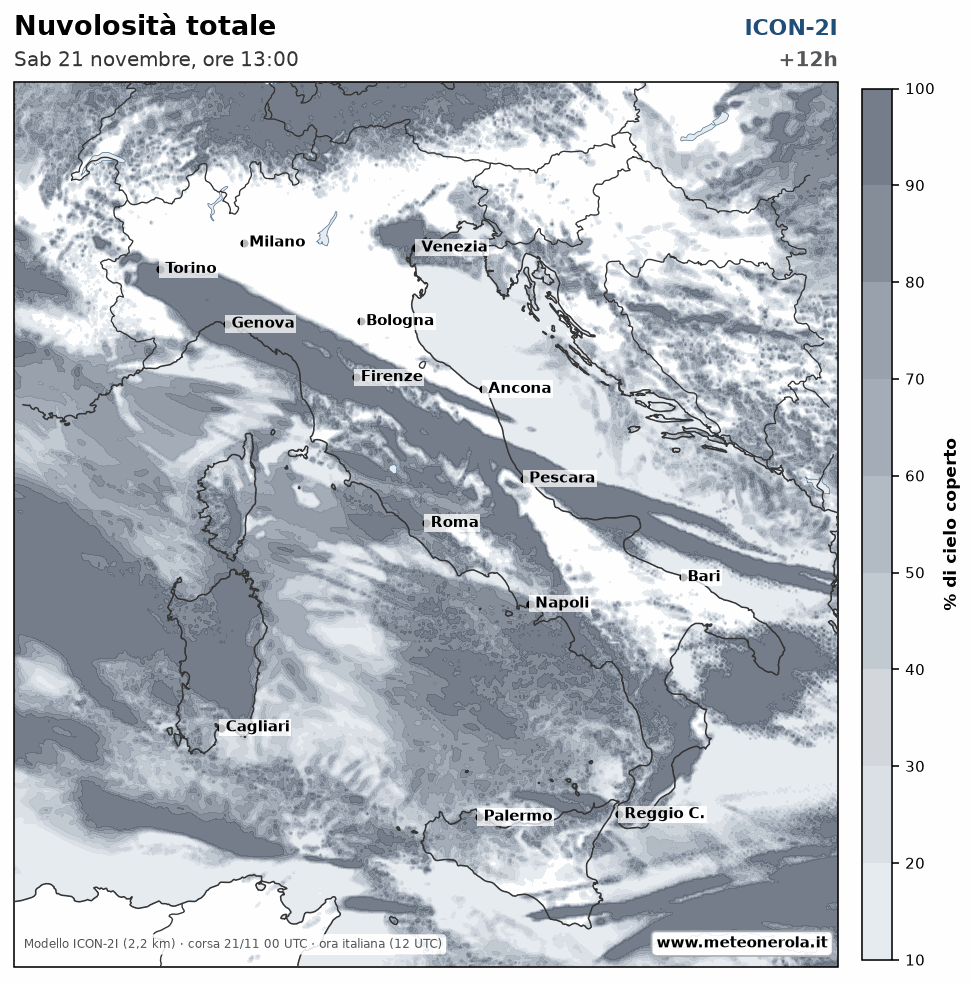 Nuvolosità totale
ICON-2I
Sab 21 novembre, ore 13:00
+12h
100
90
80
70
60
50
40
30
20
10
% di cielo coperto
Milano
Venezia
Torino
Genova
Bologna
Firenze
Ancona
Pescara
Roma
Bari
Napoli
Cagliari
Palermo
Reggio C.
Modello ICON-2I (2,2 km) · corsa 21/11 00 UTC · ora italiana (12 UTC)
www.meteonerola.it